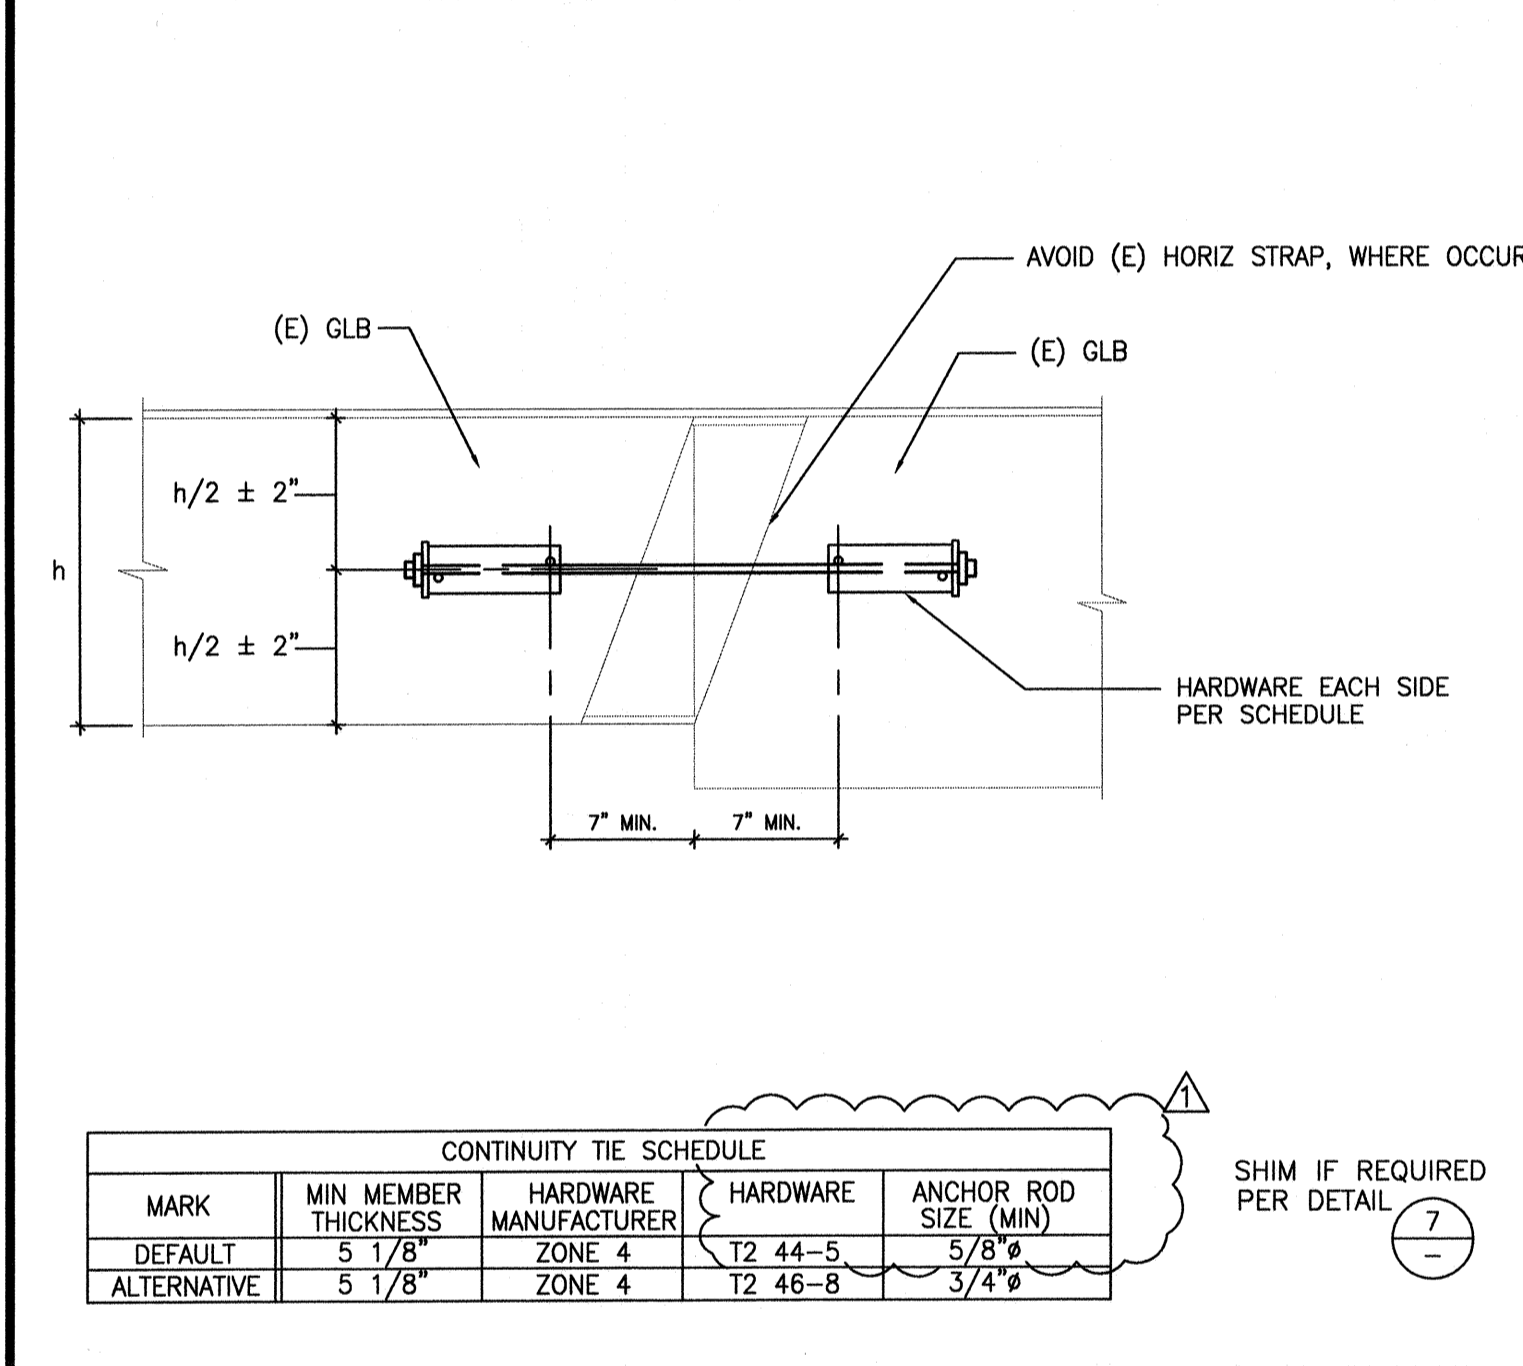 AVOID (E) HORIZ STRAP, WHERE OCCUR
(E) GLB
(E) GLB
h/2 ± 2"
h
h/2 ± 2"
HARDWARE EACH SIDE
PER SCHEDULE
7" MIN.
7" MIN.
1
CONTINUITY TIE SCHEDULE
MARK
MIN MEMBER
THICKNESS
HARDWARE
MANUFACTURER
HARDWARE
ANCHOR ROD
SIZE (MIN)
DEFAULT 5 1/8" ZONE 4 T2 44-5 5/8"ø
ALTERNATIVE 5 1/8" ZONE 4 T2 46-8 3/4"ø
SHIM IF REQUIRED
PER DETAIL
7
–